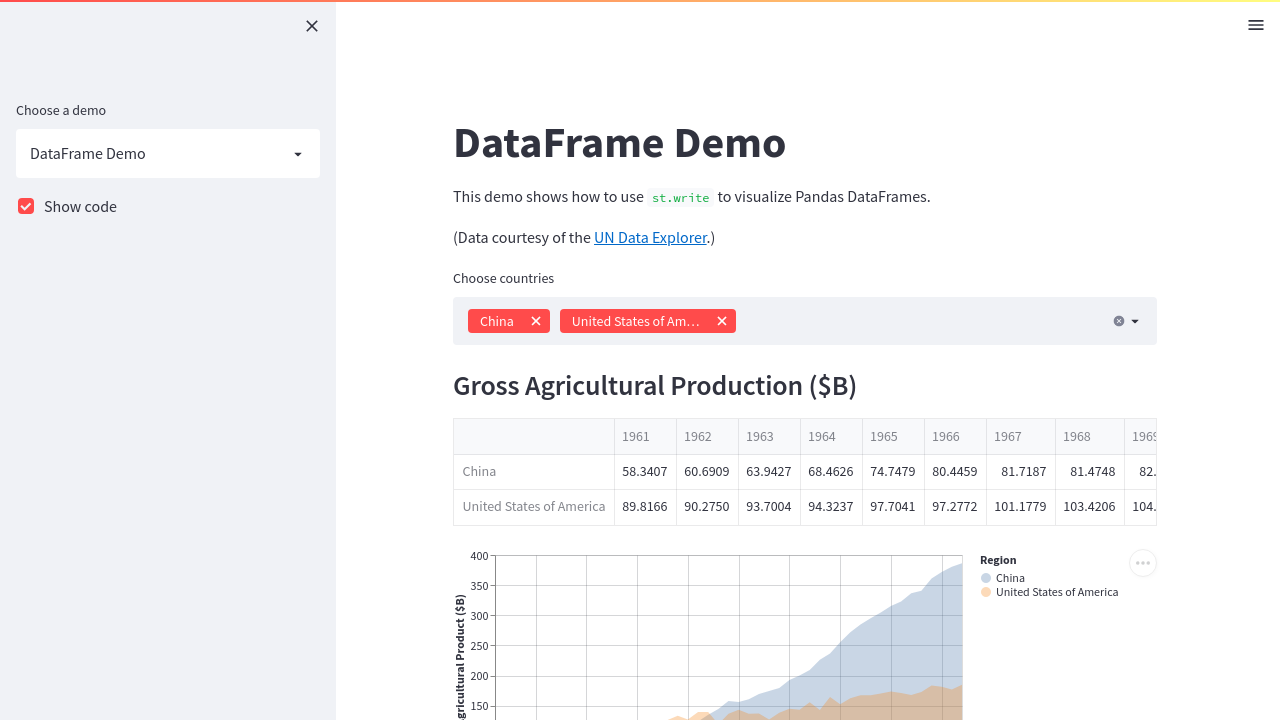 Choose a demo
DataFrame Demo
Show code
DataFrame Demo
This demo shows how to use st.write to visualize Pandas DataFrames.
(Data courtesy of the UN Data Explorer.)
Choose countries
China
United States of Am...
Gross Agricultural Production ($B)
1961 1962 1963 1964 1965 1966 1967 1968 1969
China 58.3407 60.6909 63.9427 68.4626 74.7479 80.4459 81.7187 81.4748 82.
United States of America 89.8166 90.2750 93.7004 94.3237 97.7041 97.2772 101.1779 103.4206 104.
400
350
300
250
200
150
gricultural Product ($B)
Region
China
United States of America